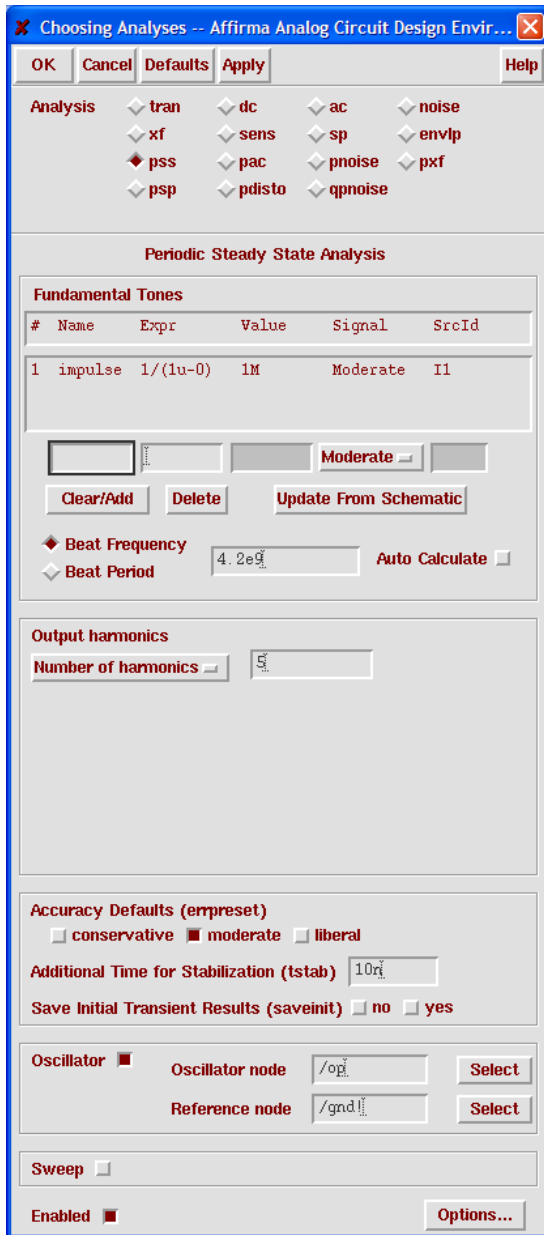 Choosing Analyses -- Affirma Analog Circuit Design Envir...
OK Cancel Defaults Apply Help
Analysis tran dc ac noise
xf sens sp envlp
pss pac pnoise pxf
psp pdisto qpnoise
Periodic Steady State Analysis
Fundamental Tones
# Name Expr Value Signal SrcId
1 impulse 1/(1u-0) 1M Moderate I1
Moderate
Clear/Add Delete Update From Schematic
Beat Frequency
Beat Period
4.2e9 Auto Calculate
Output harmonics
Number of harmonics 5
Accuracy Defaults (errpreset)
conservative moderate liberal
Additional Time for Stabilization (tstab) 10n
Save Initial Transient Results (saveinit) no yes
Oscillator Oscillator node /op Select
Reference node /gnd! Select
Sweep
Enabled Options...